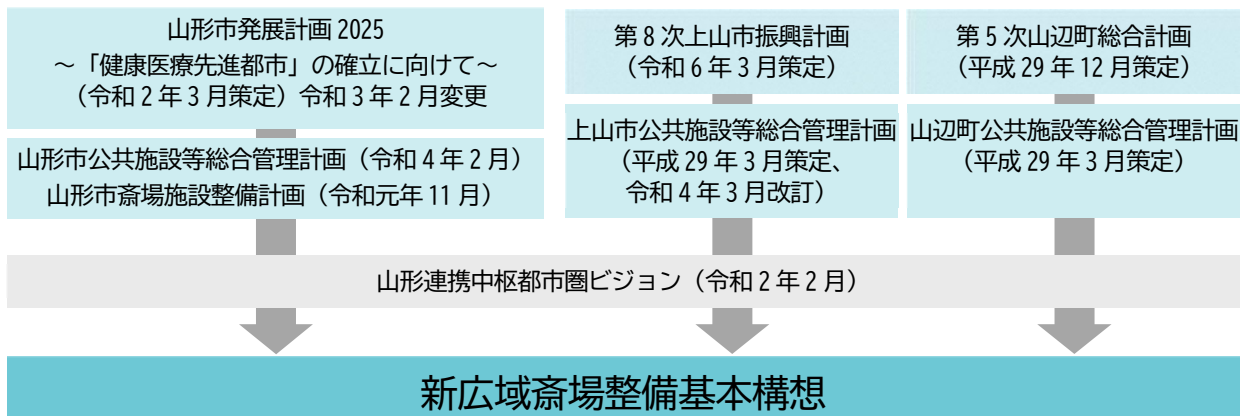 山形市発展計画 2025
~「健康医療先進都市」の確立に向けて~
(令和 2 年 3 月策定) 令和 3 年 2 月変更
山形市公共施設等総合管理計画(令和 4 年 2 月)
山形市斎場施設整備計画(令和元年 11 月)
第 8 次上山市振興計画
(令和 6 年 3 月策定)
上山市公共施設等総合管理計画
(平成 29 年 3 月策定、
令和 4 年 3 月改訂)
第 5 次山辺町総合計画
(平成 29 年 12 月策定)
山辺町公共施設等総合管理計画
(平成 29 年 3 月策定)
山形連携中枢都市圏ビジョン(令和 2 年 2 月)
新広域斎場整備基本構想